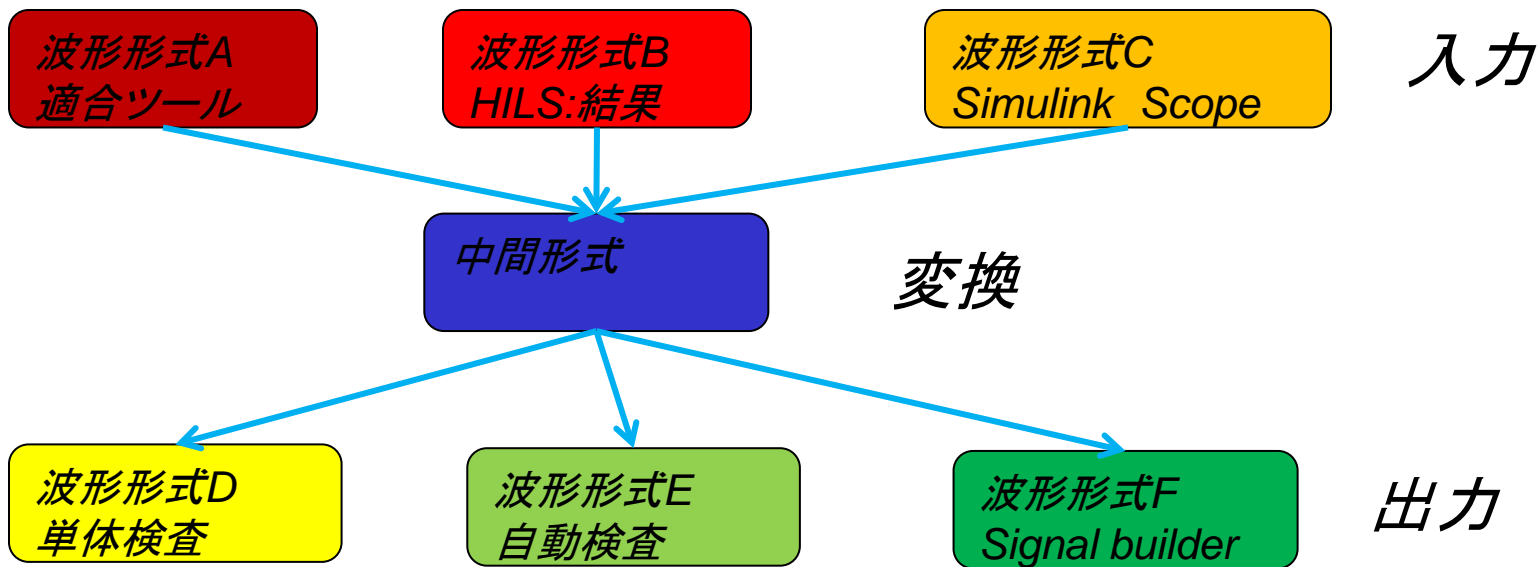 波形形式A
適合ツール
波形形式B
HILS:結果
波形形式C
Simulink Scope
入力
中間形式
変換
波形形式D
単体検査
波形形式E
自動検査
波形形式F
Signal builder
出力